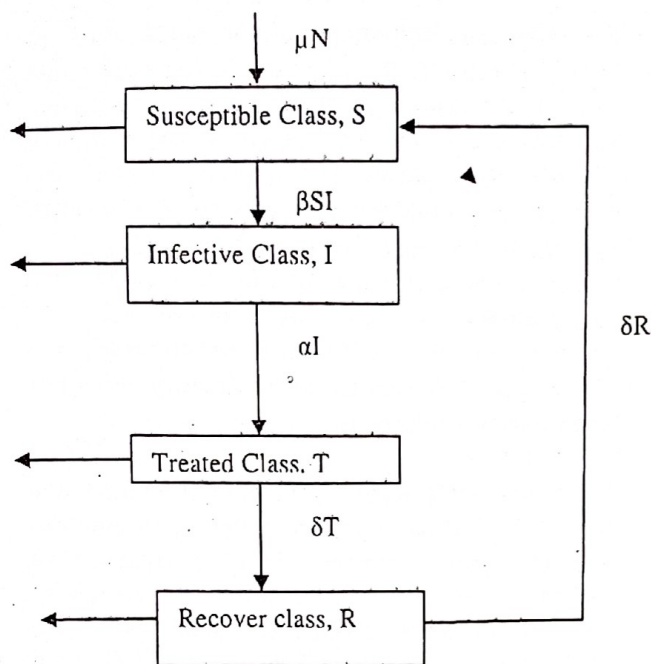 μN
Susceptible Class, S
βSI
Infective Class, I
αI
δR
Treated Class. T
δT
Recover class, R